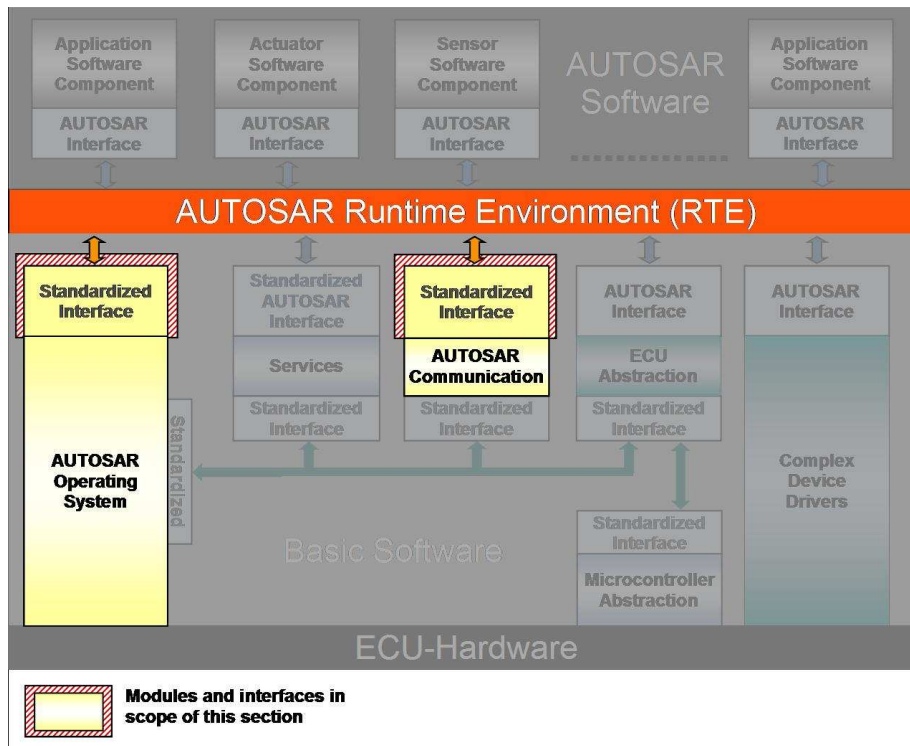 Application
Software
Component
AUTOSAR
Interface
Actuator
Software
Component
AUTOSAR
Interface
Sensor
Software
Component
AUTOSAR
Interface
AUTOSAR
Software
Application
Software
Component
AUTOSAR
Interface
AUTOSAR Runtime Environment (RTE)
Standardized
Interface
AUTOSAR
Operating
System
Standardized
Standardized
AUTOSAR
Interface
Services
Standardized
Interface
Standardized
Interface
AUTOSAR
Communication
Standardized
Interface
AUTOSAR
Interface
ECU
Abstraction
Standardized
Interface
Standardized
Interface
Microcontroller
Abstraction
AUTOSAR
Interface
Complex
Device
Drivers
Basic Software
ECU-Hardware
Modules and interfaces in
scope of this section